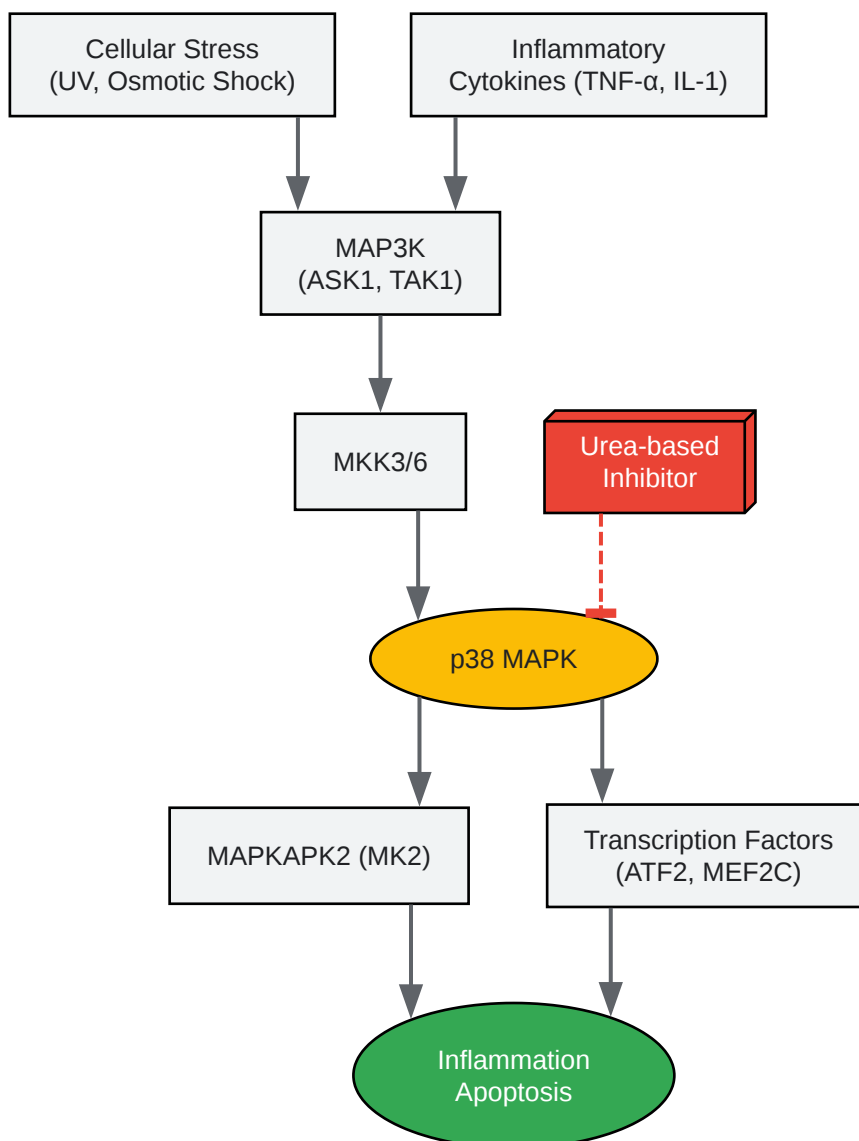 Cellular Stress
(UV, Osmotic Shock)
Inflammatory
Cytokines (TNF-α, IL-1)
MAP3K
(ASK1, TAK1)
MKK3/6
Urea-based
Inhibitor
p38 MAPK
MAPKAPK2 (MK2)
Transcription Factors
(ATF2, MEF2C)
Inflammation
Apoptosis